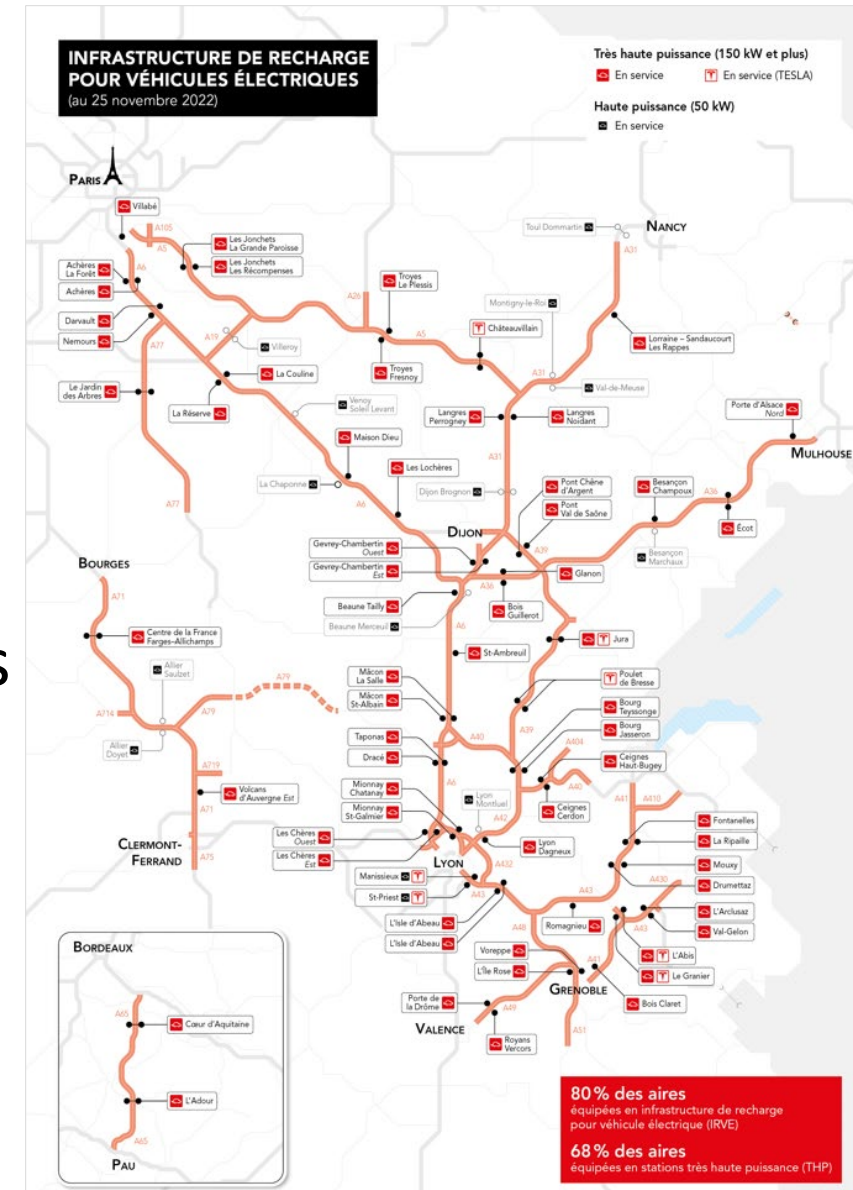 INFRASTRUCTURE DE RECHARGE
POUR VÉHICULES ÉLECTRIQUES
(au 25 novembre 2022)
Très haute puissance (150 kW et plus)
En service
En service (TESLA)
Haute puissance (50 kW)
En service
PARIS
Villabé
A105
A5
Les Jonchets
La Grande Paroisse
Les Jonchets
Les Récompenses
Toul Dommartin
NANCY
A31
Achères
La Forêt
A6
Achères
Troyes
Le Plessis
A26
Montigny-le-Roi
Darvault
Nemours
A77
A19
Villeroy
A5
Châteauvillain
Lorraine – Sandaucourt
Les Rappes
Troyes
Fresnoy
La Couline
A31
Val-de-Meuse
Le Jardin
des Arbres
La Réserve
Venoy
Soleil Levant
Langres
Perrogney
Langres
Noidant
Porte d'Alsace
Nord
Maison Dieu
A31
MULHOUSE
La Chaponne
Les Lochères
Dijon Brognon
Pont Chêne
d'Argent
Besançon
Champoux
A36
A77
A6
Pont
Val de Saône
Écot
DIJON
A39
Gevrey-Chambertin
Ouest
Besançon
Marchaux
BOURGES
Gevrey-Chambertin
Est
A36
Glanon
A71
Beaune Tailly
Bois
Guillerot
Beaune Merceuil
A6
Centre de la France
Farges–Allichamps
St-Ambreuil
Jura
S
Allier
Saulzet
A79
Mâcon
La Salle
Poulet
de Bresse
Mâcon
St-Albain
A714
A79
Bourg
Teyssonge
Allier
Doyet
Taponas
A40
A39
Bourg
Jasseron
A404
Dracé
A719
A6
Ceignes
Haut-Bugey
Volcans
d'Auvergne Est
Mionnay
Chatanay
A40
A71
Lyon
Montluel
A41
A410
Mionnay
St-Galmier
A42
Ceignes
Cerdon
Fontanelles
CLERMONT-
FERRAND
Les Chères
Ouest
Lyon
Dagneux
La Ripaille
A75
Les Chères
Est
LYON
A432
Mouxy
Manissieux
A43
A43
A430
Drumettaz
St-Priest
L'Arclusaz
L'Isle d'Abeau
A48
Romagnieu
A43
Val-Gelon
BORDEAUX
L'Isle d'Abeau
Voreppe
A41
L'Abis
L'Île Rose
Le Granier
GRENOBLE
Porte de
la Drôme
A49
Bois Claret
A65
Cœur d'Aquitaine
VALENCE
Royans
Vercors
A51
L'Adour
80 % des aires
équipées en infrastructure de recharge
pour véhicule électrique (IRVE)
A65
68 % des aires
équipées en stations très haute puissance (THP)
PAU